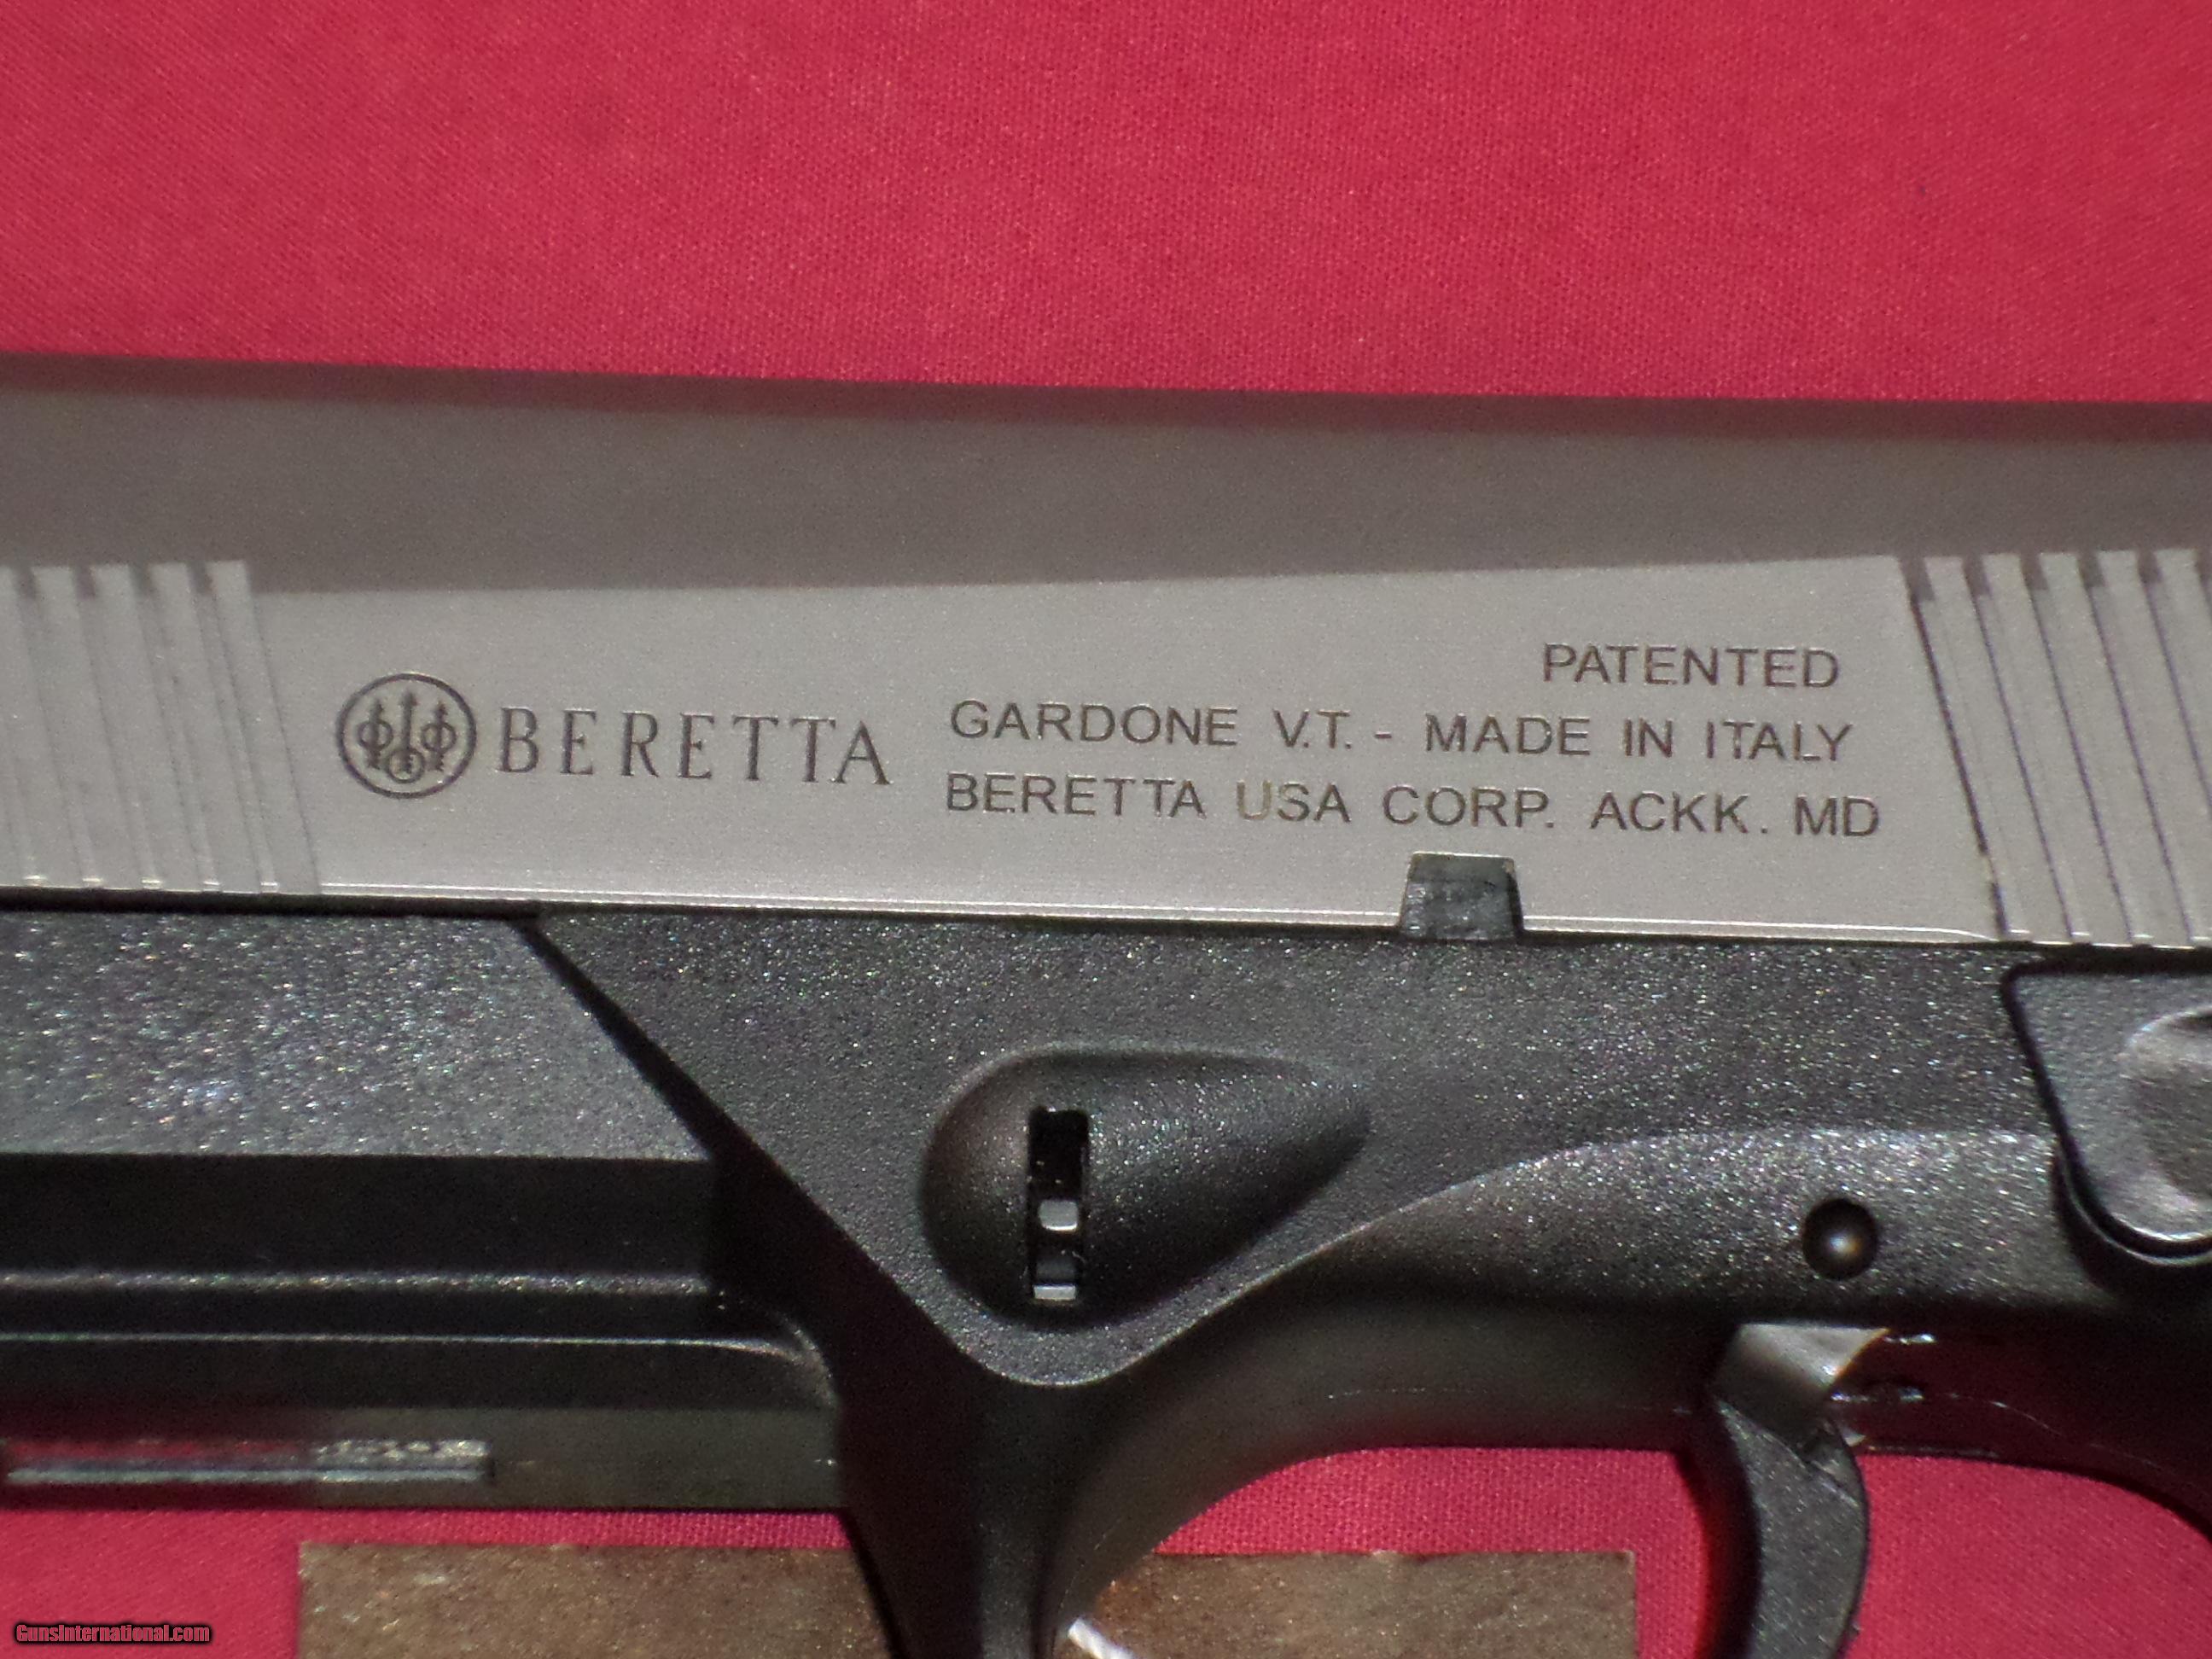 PATENTED
BERETTA GARDONE V.T. - MADE IN ITALY
BERETTA USA CORP. ACKK. MD
GunsInternational.com